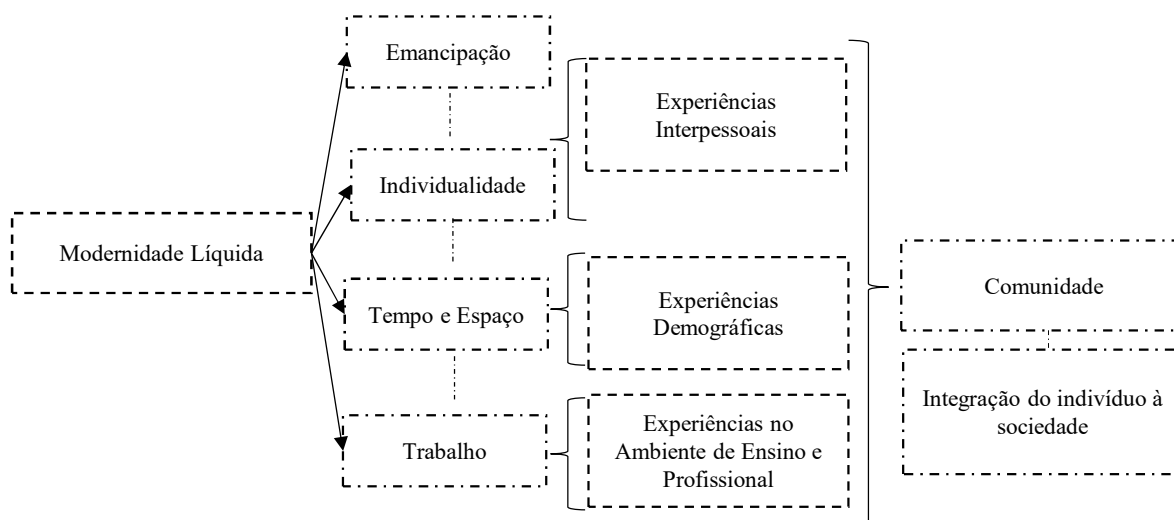 Emancipação
Experiências
Interpessoais
Individualidade
Modernidade Líquida
Tempo e Espaço
Experiências
Demográficas
Comunidade
Trabalho
Experiências no
Ambiente de Ensino e
Profissional
Integração do indivíduo à
sociedade